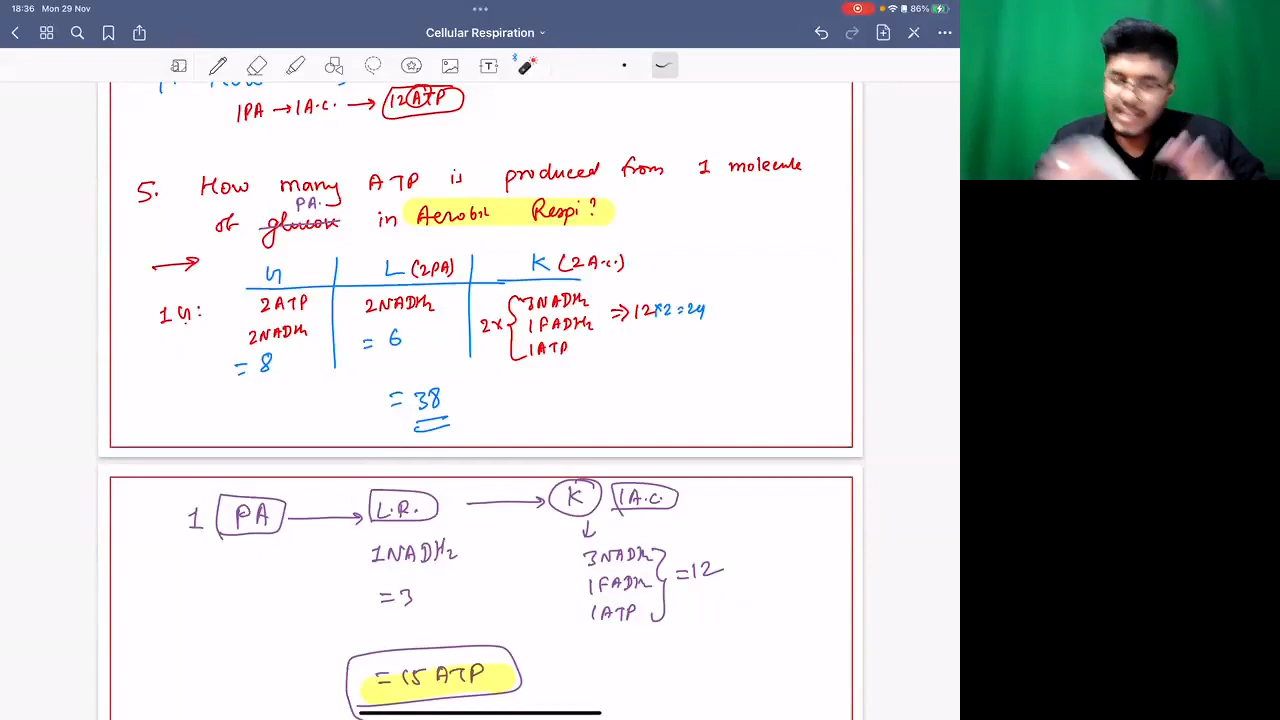 18:36 Mon 29 Nov
86%
Cellular Respiration
1PA → 1A.c. → 12 ATP
5. How many ATP is produced from 1 molecule
PA.
of glucose in Aerobic Respi?
G L (2PA) K (2A.c.)
1G: 2ATP 2NADH₂ 2x { 3NADH₂ ⇒ 12×2=24
2NADH₂ 1FADH₂
= 8 = 6 1ATP
= 38
1 PA → L.R. → K 1A.c.
1NADH₂ 3NADH₂
= 3 1FADH₂ = 12
1ATP
= 15 ATP